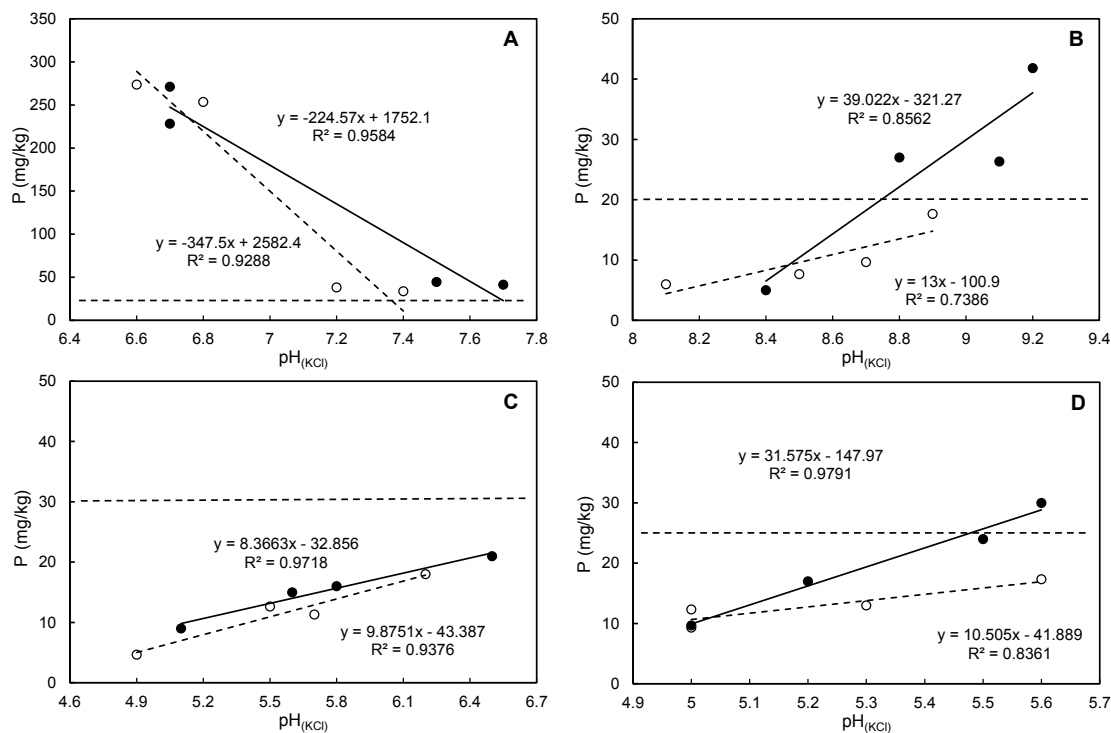 A
350
300
250
200
150
100
50
0
P (mg/kg)
y = -224.57x + 1752.1
R² = 0.9584
y = -347.5x + 2582.4
R² = 0.9288
6.4 6.6 6.8 7 7.2 7.4 7.6 7.8
pH(KCl)
B
50
40
30
20
10
0
P (mg/kg)
y = 39.022x - 321.27
R² = 0.8562
y = 13x - 100.9
R² = 0.7386
8 8.2 8.4 8.6 8.8 9 9.2 9.4
pH(KCl)
C
50
40
30
20
10
0
P (mg/kg)
y = 8.3663x - 32.856
R² = 0.9718
y = 9.8751x - 43.387
R² = 0.9376
4.6 4.9 5.2 5.5 5.8 6.1 6.4 6.7
pH(KCl)
D
50
40
30
20
10
0
P (mg/kg)
y = 31.575x - 147.97
R² = 0.9791
y = 10.505x - 41.889
R² = 0.8361
4.9 5 5.1 5.2 5.3 5.4 5.5 5.6 5.7
pH(KCl)